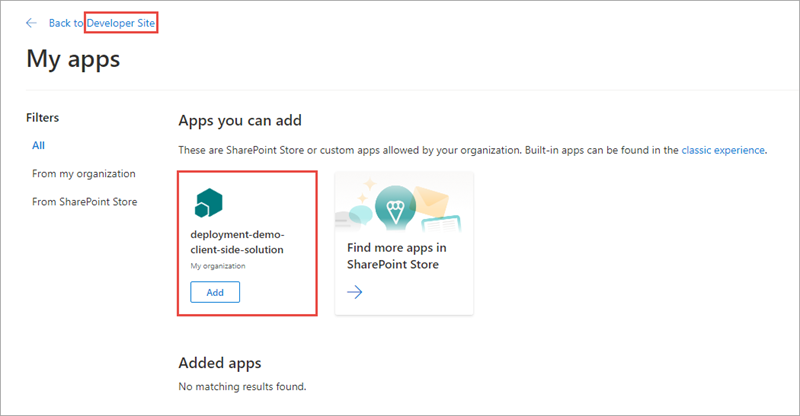 Back to Developer Site
My apps
Filters
All
From my organization
From SharePoint Store
Apps you can add
These are SharePoint Store or custom apps allowed by your organization. Built-in apps can be found in the classic experience.
deployment-demo-
client-side-solution
My organization
Add
Find more apps in
SharePoint Store
Added apps
No matching results found.